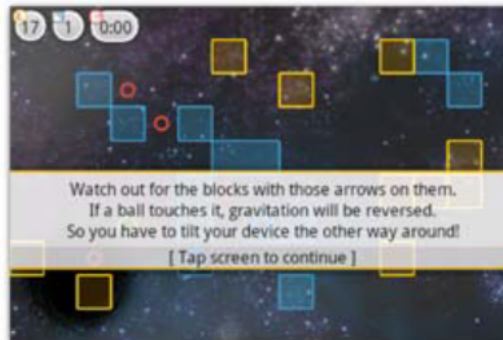 17 1 0:00
Watch out for the blocks with those arrows on them.
If a ball touches it, gravitation will be reversed.
So you have to tilt your device the other way around!
[ Tap screen to continue ]